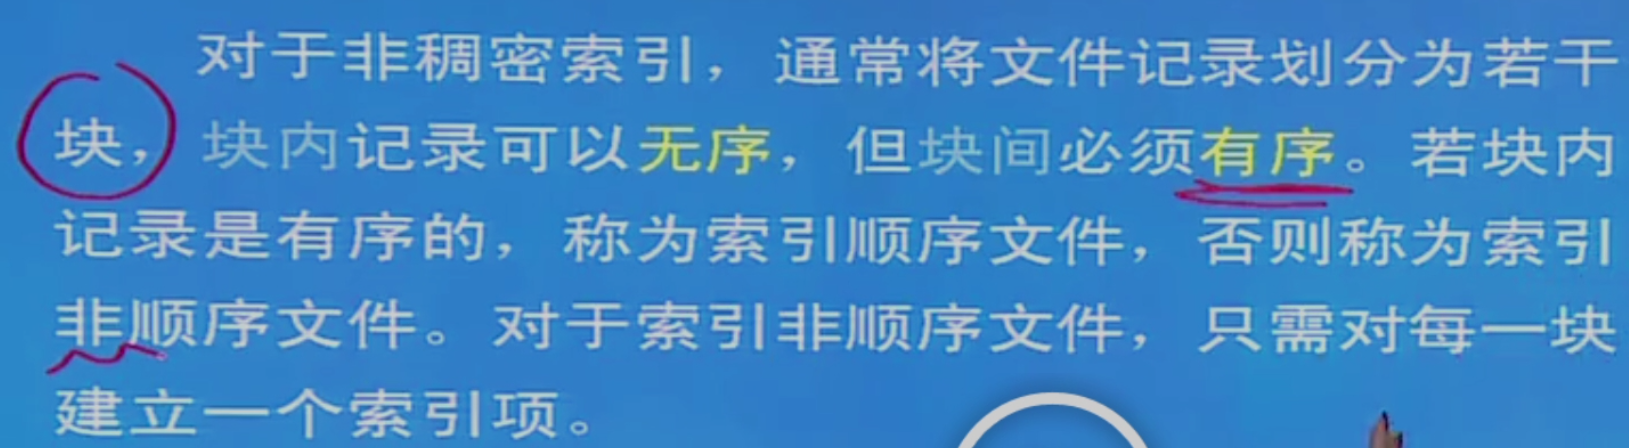 对于非稠密索引，通常将文件记录划分为若干
块，块内记录可以无序，但块间必须有序。若块内
记录是有序的，称为索引顺序文件，否则称为索引
非顺序文件。对于索引非顺序文件，只需对每一块
建立一个索引项。